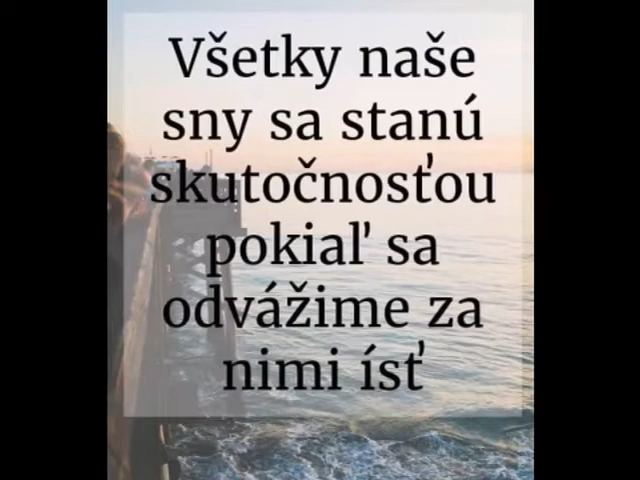 Všetky naše
sny sa stanú
skutočnosťou
pokiaľ sa
odvážime za
nimi ísť